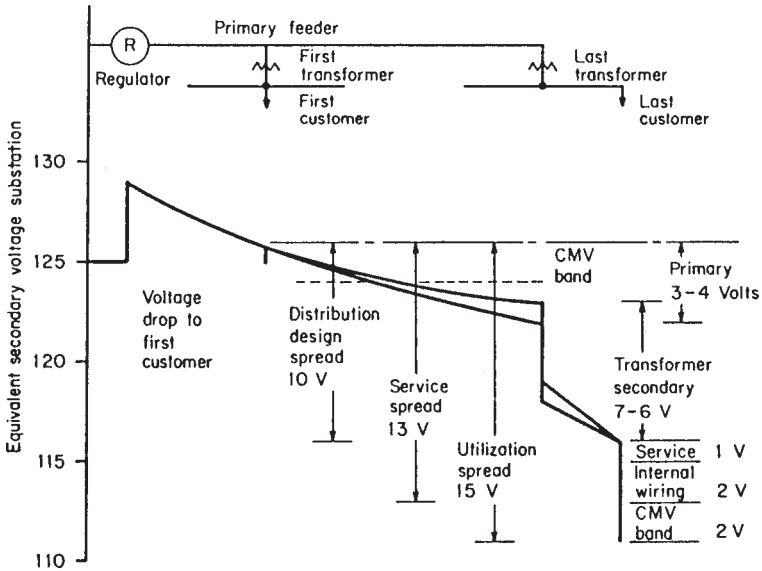 Primary feeder
R
Regulator
First
transformer
First
customer
Last
transformer
Last
customer
Equivalent secondary voltage substation
130
125
120
115
110
Voltage
drop to
first
customer
Distribution
design
spread
10 V
Service
spread
13 V
Utilization
spread
15 V
CMV
band
Primary
3-4 Volts
Transformer
secondary
7-6 V
Service 1 V
Internal
wiring 2 V
CMV
band 2 V